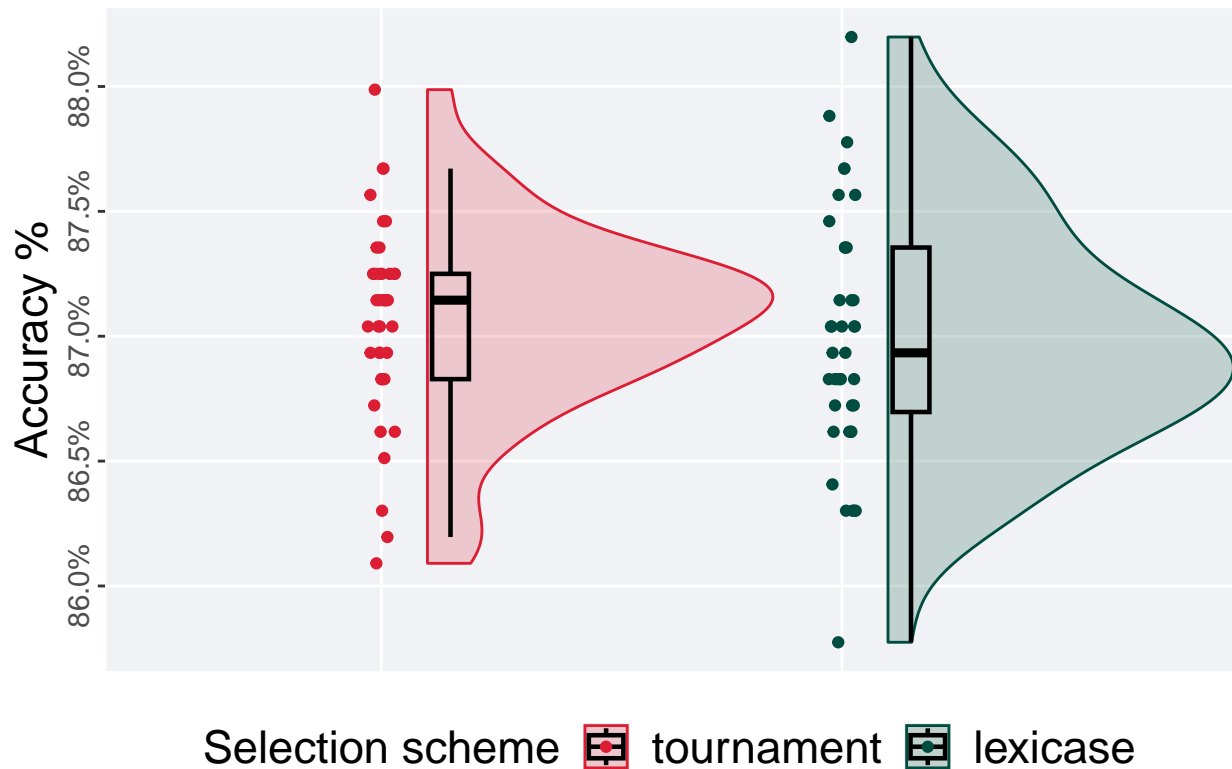 88.0%
87.5%
87.0%
86.5%
86.0%
Accuracy %
Selection scheme tournament lexicase